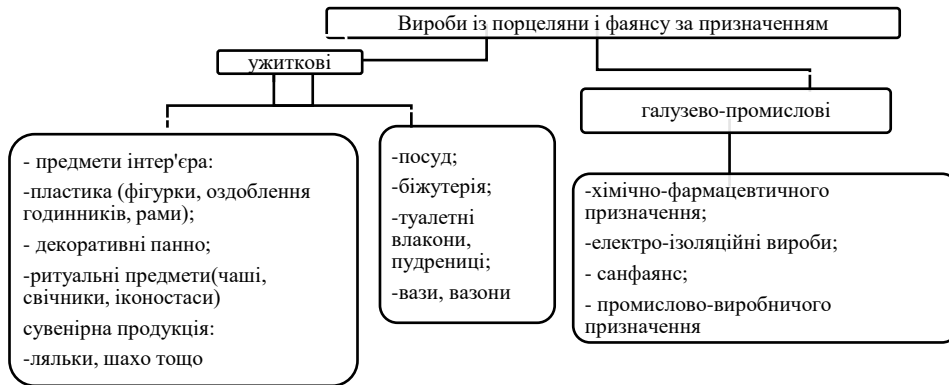 Вироби із порцеляни і фаянсу за призначенням
ужиткові
галузево-промислові
- предмети інтер'єра:
-пластика (фігурки, оздоблення
годинників, рами);
- декоративні панно;
-ритуальні предмети(чаші,
свічники, іконостаси)
сувенірна продукція:
-ляльки, шахо тощо
-посуд;
-біжутерія;
-туалетні
влакони,
пудрениці;
-вази, вазони
-хімічно-фармацевтичного
призначення;
-електро-ізоляційні вироби;
- санфаянс;
- промислово-виробничого
призначення